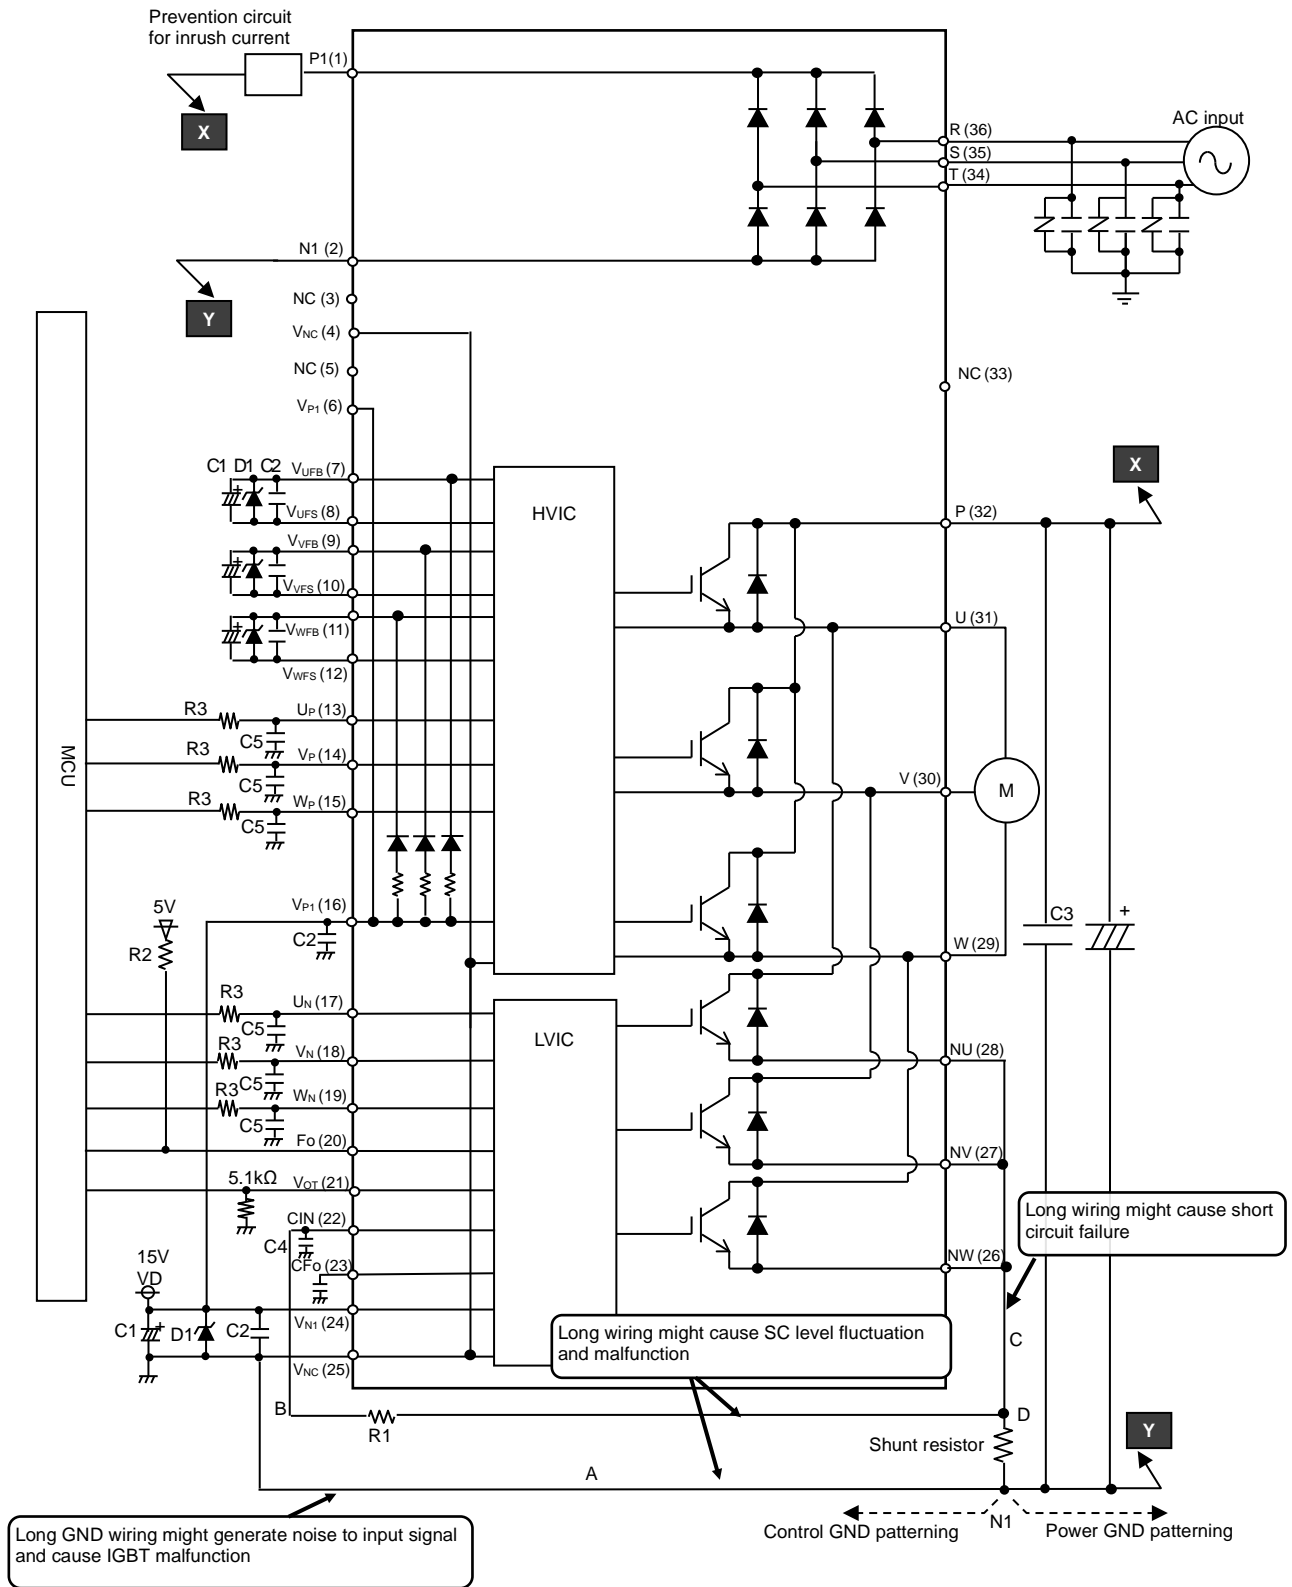 Prevention circuit
for inrush current
P1(1)
X
AC input
R (36)
S (35)
T (34)
N1 (2)
Y
NC (3)
VNC (4)
NC (5)
NC (33)
VP1 (6)
X
C1 D1 C2
VUFB (7)
HVIC
P (32)
VUFS (8)
VVFB (9)
VVFS (10)
U (31)
VWFB (11)
VWFS (12)
MCU
R3
UP (13)
C5
R3
VP (14)
C5
V (30)
M
R3
WP (15)
C5
5V
VP1 (16)
C3
+
R2
C2
W (29)
R3
UN (17)
C5
LVIC
R3
VN (18)
NU (28)
C5
R3
WN (19)
C5
Fo (20)
NV (27)
5.1kΩ
VOT (21)
Long wiring might cause short
circuit failure
CIN (22)
C4
15V
VD
CFo (23)
NW (26)
VN1 (24)
C1
+
D1
C2
Long wiring might cause SC level fluctuation
and malfunction
C
VNC (25)
B
R1
D
Shunt resistor
Y
A
Control GND patterning
N1
Power GND patterning
Long GND wiring might generate noise to input signal
and cause IGBT malfunction